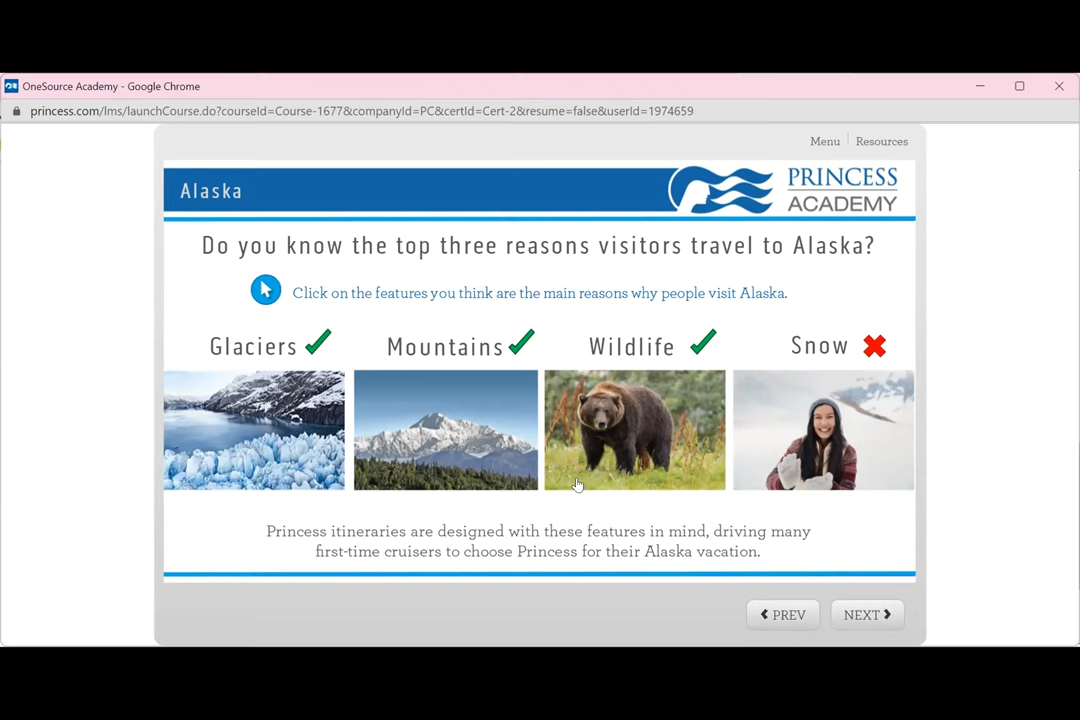 OneSource Academy - Google Chrome
princess.com/lms/launchCourse.do?courseId=Course-1677&companyId=PC&certId=Cert-2&resume=false&userId=1974659
Menu Resources
Alaska
PRINCESS
ACADEMY
Do you know the top three reasons visitors travel to Alaska?
Click on the features you think are the main reasons why people visit Alaska.
Glaciers Mountains Wildlife Snow
Princess itineraries are designed with these features in mind, driving many
first-time cruisers to choose Princess for their Alaska vacation.
PREV NEXT